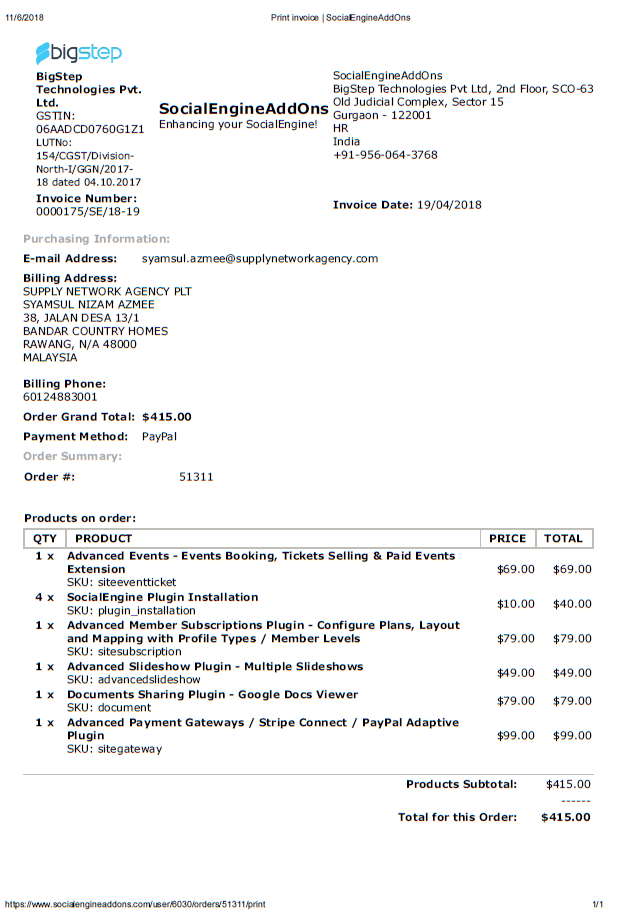 11/6/2018
Print invoice | SocialEngineAddOns
bigstep
BigStep
Technologies Pvt.
Ltd.
GSTIN:
06AADCD0760G1Z1
LUTNo:
154/CGST/Division-
North-I/GGN/2017-
18 dated 04.10.2017
SocialEngineAddOns
Enhancing your SocialEngine!
SocialEngineAddOns
BigStep Technologies Pvt Ltd, 2nd Floor, SCO-63
Old Judicial Complex, Sector 15
Gurgaon - 122001
HR
India
+91-956-064-3768
Invoice Number:
0000175/SE/18-19
Invoice Date: 19/04/2018
Purchasing Information:
E-mail Address: syamsul.azmee@supplynetworkagency.com
Billing Address:
SUPPLY NETWORK AGENCY PLT
SYAMSUL NIZAM AZMEE
38, JALAN DESA 13/1
BANDAR COUNTRY HOMES
RAWANG, N/A 48000
MALAYSIA
Billing Phone:
60124883001
Order Grand Total: $415.00
Payment Method: PayPal
Order Summary:
Order #: 51311
Products on order:
QTY PRODUCT PRICE TOTAL
1 x Advanced Events - Events Booking, Tickets Selling & Paid Events
Extension $69.00 $69.00
SKU: siteeventticket
4 x SocialEngine Plugin Installation $10.00 $40.00
SKU: plugin_installation
1 x Advanced Member Subscriptions Plugin - Configure Plans, Layout
and Mapping with Profile Types / Member Levels $79.00 $79.00
SKU: sitesubscription
1 x Advanced Slideshow Plugin - Multiple Slideshows $49.00 $49.00
SKU: advancedslideshow
1 x Documents Sharing Plugin - Google Docs Viewer $79.00 $79.00
SKU: document
1 x Advanced Payment Gateways / Stripe Connect / PayPal Adaptive
Plugin $99.00 $99.00
SKU: sitegateway
Products Subtotal: $415.00
------
Total for this Order: $415.00
https://www.socialengineaddons.com/user/6030/orders/51311/print
1/1